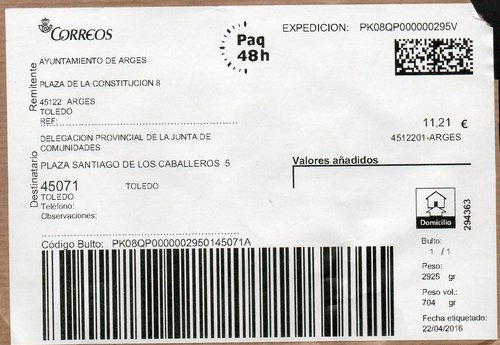 CORREOS
Paq
48h
EXPEDICION: PK08QP000000295V
Remitente
AYUNTAMIENTO DE ARGES
PLAZA DE LA CONSTITUCION 8
45122 ARGES
TOLEDO
REF:
11,21 €
4512201-ARGES
Destinatario
DELEGACION PROVINCIAL DE LA JUNTA DE
COMUNIDADES
PLAZA SANTIAGO DE LOS CABALLEROS 5
45071 TOLEDO
TOLEDO
Teléfono:
Observaciones:
Valores añadidos
Domicilio
294363
Código Bulto: PK08QP0000002950145071A
Bulto:
1 / 1
Peso:
2925 gr
Peso vol.:
704 gr
Fecha etiquetado:
22/04/2016